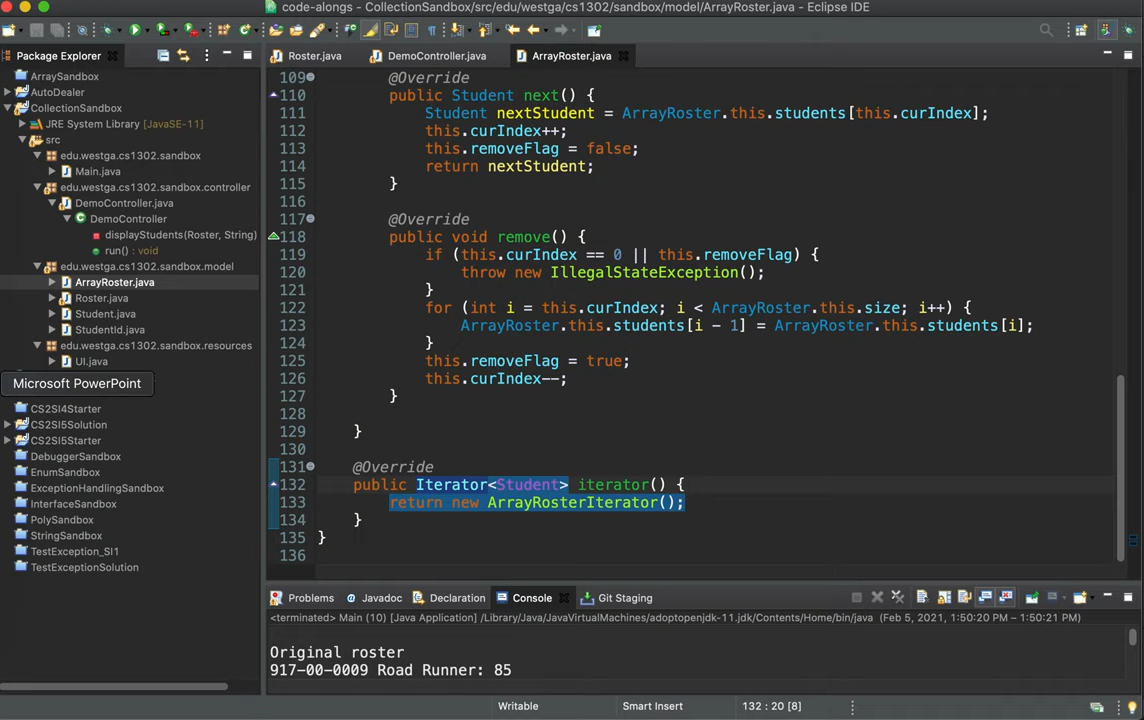 code-alongs - CollectionSandbox/src/edu/westga/cs1302/sandbox/model/ArrayRoster.java - Eclipse IDE
Package Explorer
Roster.java
DemoController.java
ArrayRoster.java
ArraySandbox
AutoDealer
CollectionSandbox
JRE System Library [JavaSE-11]
src
edu.westga.cs1302.sandbox
Main.java
edu.westga.cs1302.sandbox.controller
DemoController.java
DemoController
displayStudents(Roster, String)
run() : void
edu.westga.cs1302.sandbox.model
ArrayRoster.java
Roster.java
Student.java
StudentId.java
edu.westga.cs1302.sandbox.resources
UI.java
Microsoft PowerPoint
CS2SI4Starter
CS2SI5Solution
CS2SI5Starter
DebuggerSandbox
EnumSandbox
ExceptionHandlingSandbox
InterfaceSandbox
PolySandbox
StringSandbox
TestException_SI1
TestExceptionSolution
109 @Override
110 public Student next() {
111 Student nextStudent = ArrayRoster.this.students[this.curIndex];
112 this.curIndex++;
113 this.removeFlag = false;
114 return nextStudent;
115 }
116
117 @Override
118 public void remove() {
119 if (this.curIndex == 0 || this.removeFlag) {
120 throw new IllegalStateException();
121 }
122 for (int i = this.curIndex; i < ArrayRoster.this.size; i++) {
123 ArrayRoster.this.students[i - 1] = ArrayRoster.this.students[i];
124 }
125 this.removeFlag = true;
126 this.curIndex--;
127 }
128
129 }
130
131 @Override
132 public Iterator<Student> iterator() {
133 return new ArrayRosterIterator();
134 }
135 }
136
Problems
Javadoc
Declaration
Console
Git Staging
<terminated> Main (10) [Java Application] /Library/Java/JavaVirtualMachines/adoptopenjdk-11.jdk/Contents/Home/bin/java (Feb 5, 2021, 1:50:20 PM – 1:50:21 PM)
Original roster
917-00-0009 Road Runner: 85
Writable
Smart Insert
132 : 20 [8]